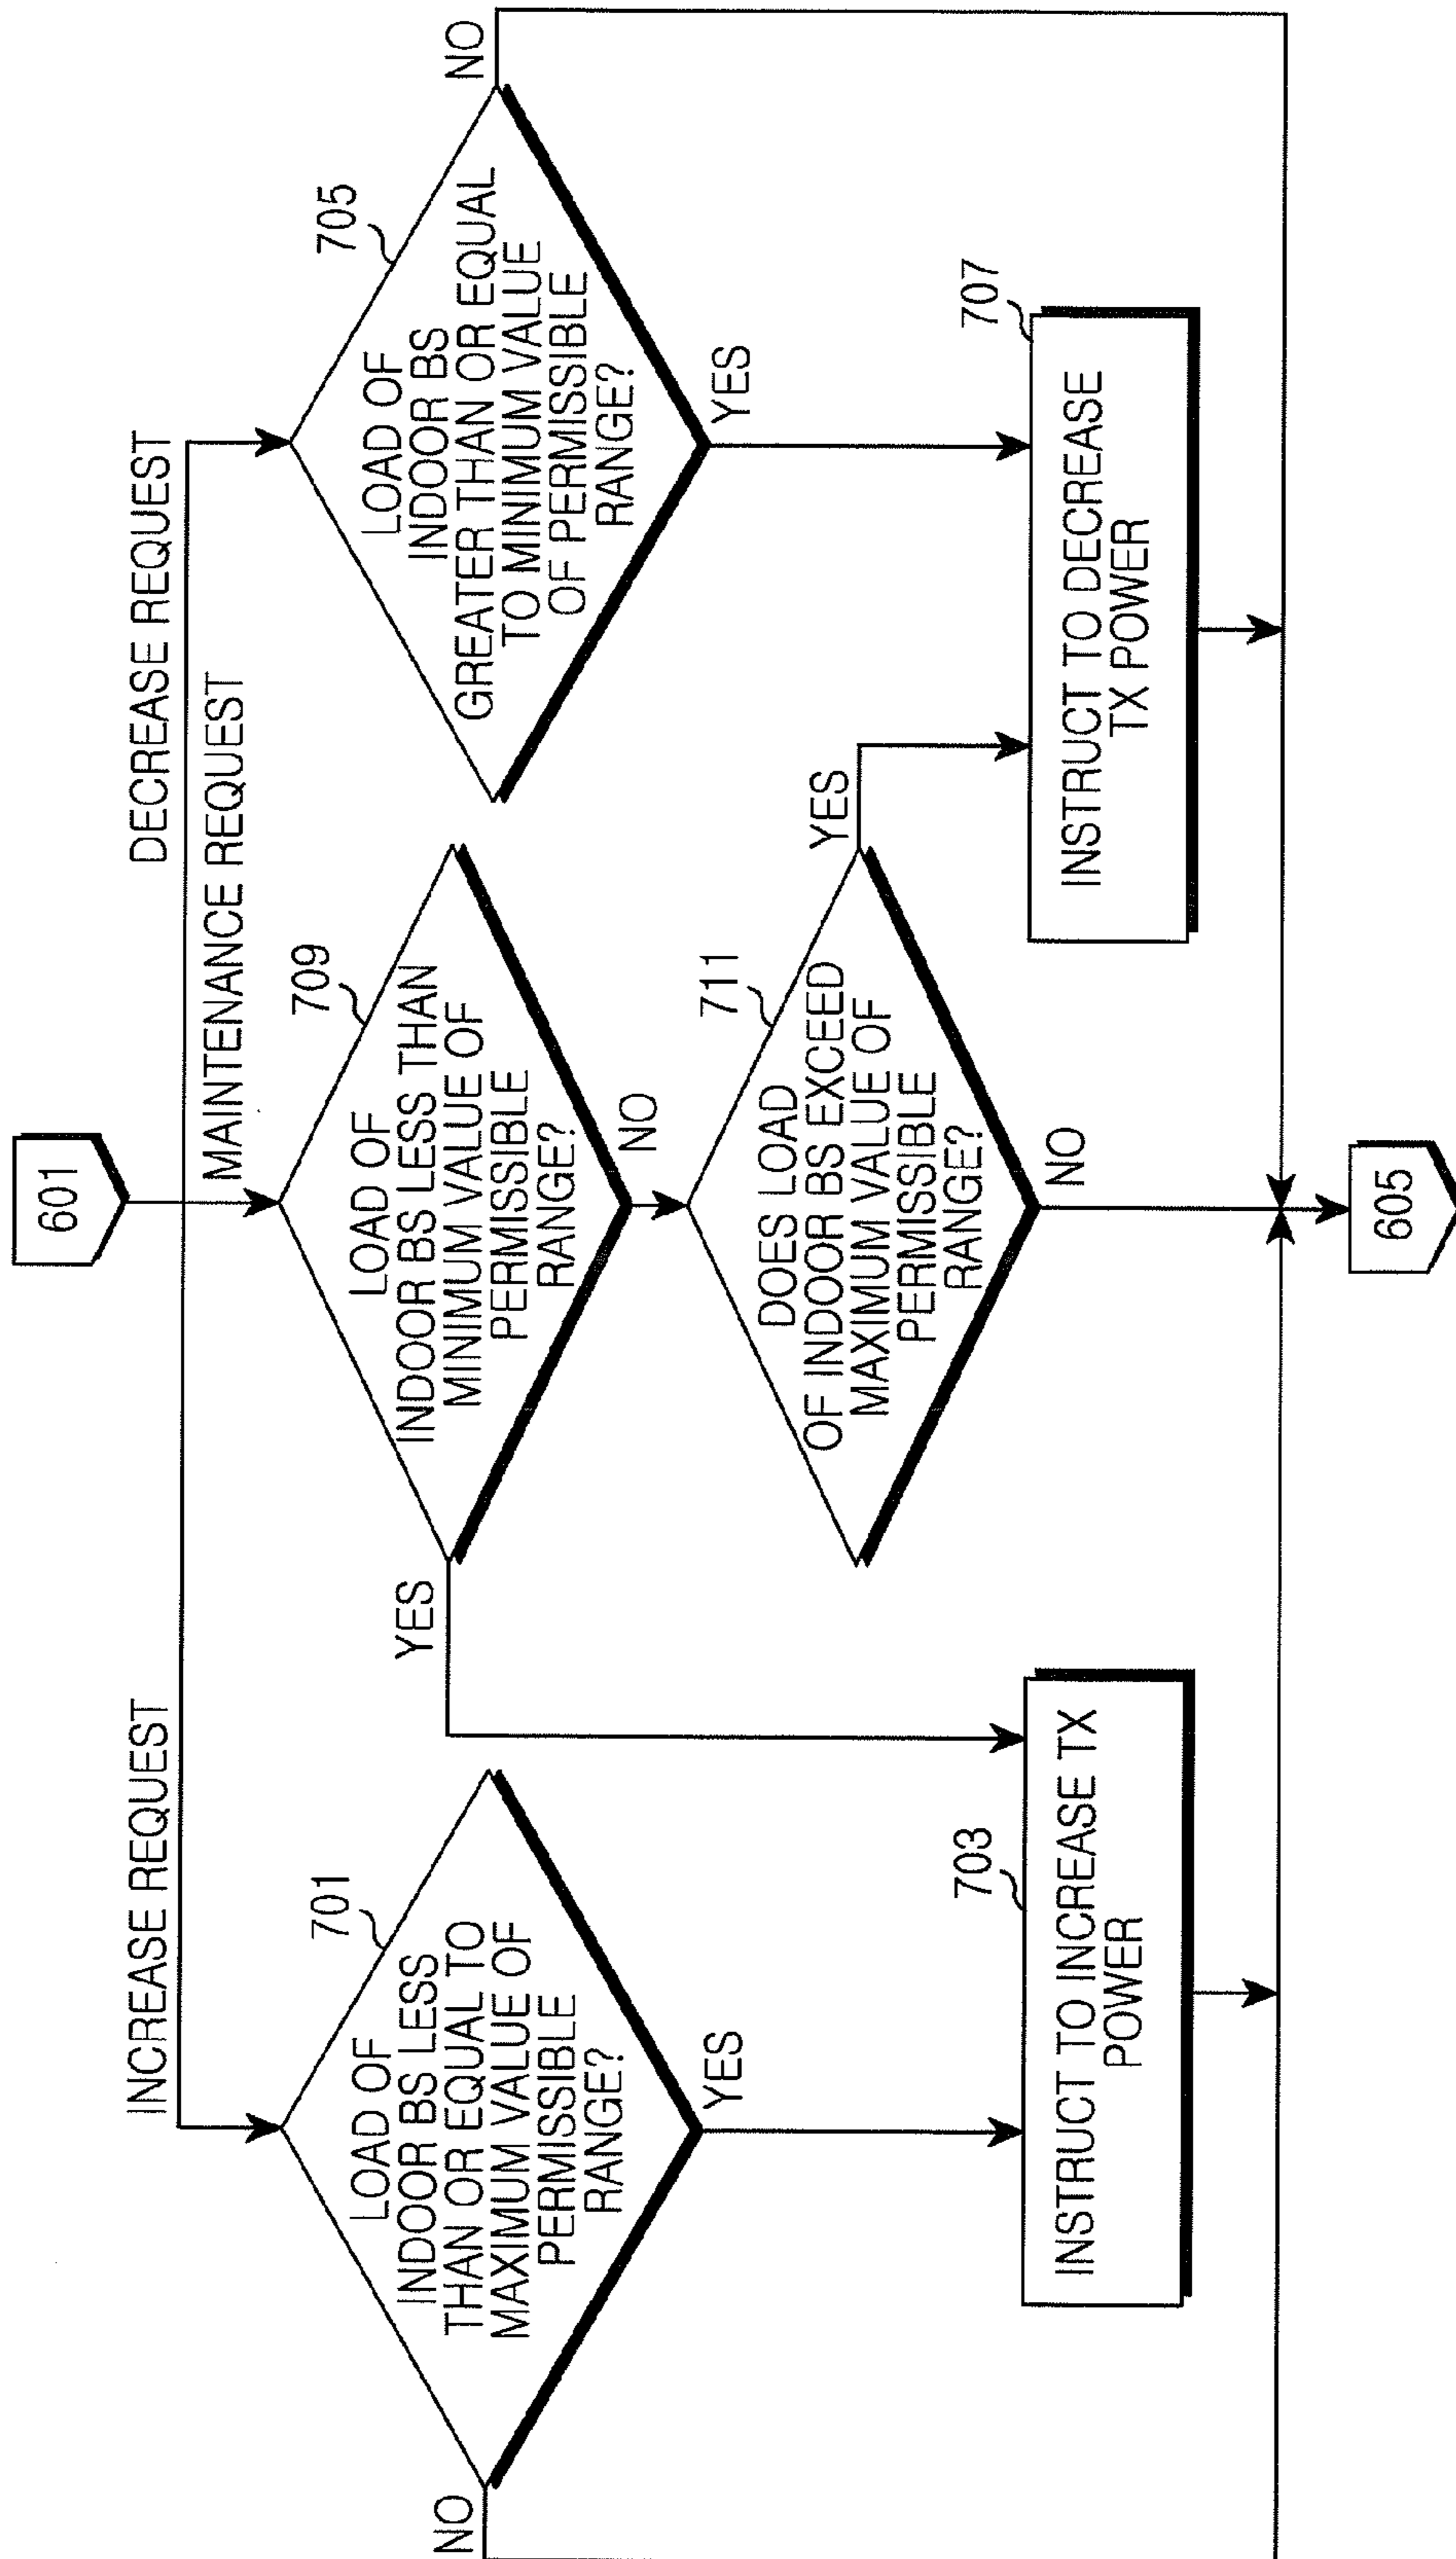 601
INCREASE REQUEST
DECREASE REQUEST
MAINTENANCE REQUEST
701
LOAD OF
INDOOR BS LESS
THAN OR EQUAL TO
MAXIMUM VALUE OF
PERMISSIBLE
RANGE?
NO
YES
709
LOAD OF
INDOOR BS LESS THAN
MINIMUM VALUE OF
PERMISSIBLE
RANGE?
YES
NO
705
LOAD OF
INDOOR BS
GREATER THAN OR EQUAL
TO MINIMUM VALUE
OF PERMISSIBLE
RANGE?
NO
YES
711
DOES LOAD
OF INDOOR BS EXCEED
MAXIMUM VALUE OF
PERMISSIBLE
RANGE?
YES
NO
703
INSTRUCT TO INCREASE TX
POWER
707
INSTRUCT TO DECREASE
TX POWER
605